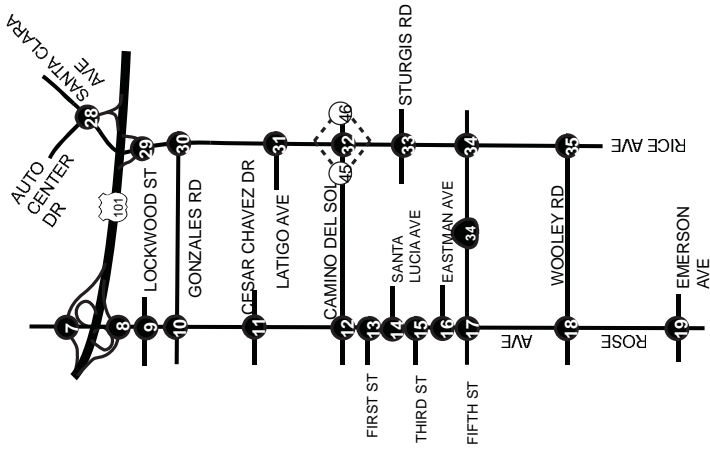 SANTA CLARA
AVE
AUTO
CENTER
DR
28
29
30
31
46
32
45
33
34
35
STURGIS RD
RICE AVE
101
LOCKWOOD ST
GONZALES RD
CESAR CHAVEZ DR
LATIGO AVE
CAMINO DEL SOL
SANTA
LUCIA AVE
EASTMAN AVE
34
WOOLEY RD
EMERSON
AVE
7
8
9
10
11
12
13
14
15
16
17
18
19
ROSE
AVE
FIRST ST
THIRD ST
FIFTH ST